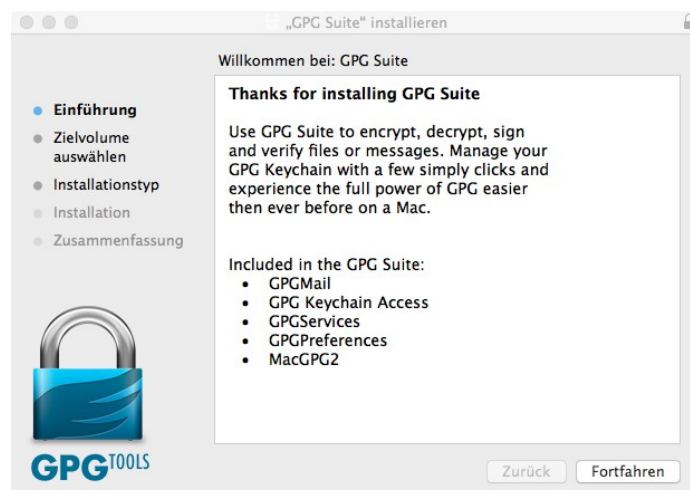 „GPG Suite“ installieren
Willkommen bei: GPG Suite
Einführung
Zielvolume
auswählen
Installationstyp
Installation
Zusammenfassung
Thanks for installing GPG Suite
Use GPG Suite to encrypt, decrypt, sign
and verify files or messages. Manage your
GPG Keychain with a few simply clicks and
experience the full power of GPG easier
then ever before on a Mac.
Included in the GPG Suite:
• GPGMail
• GPG Keychain Access
• GPGServices
• GPGPreferences
• MacGPG2
GPGTOOLS
Zurück
Fortfahren